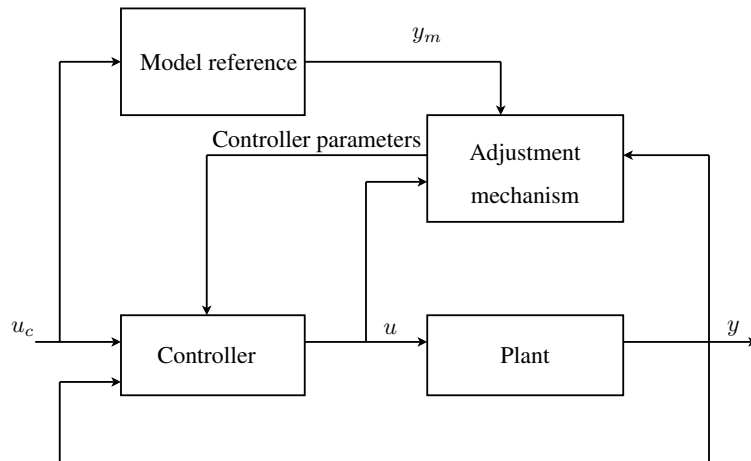 y_m
Model reference
Controller parameters
Adjustment
mechanism
u_c
Controller
u
Plant
y